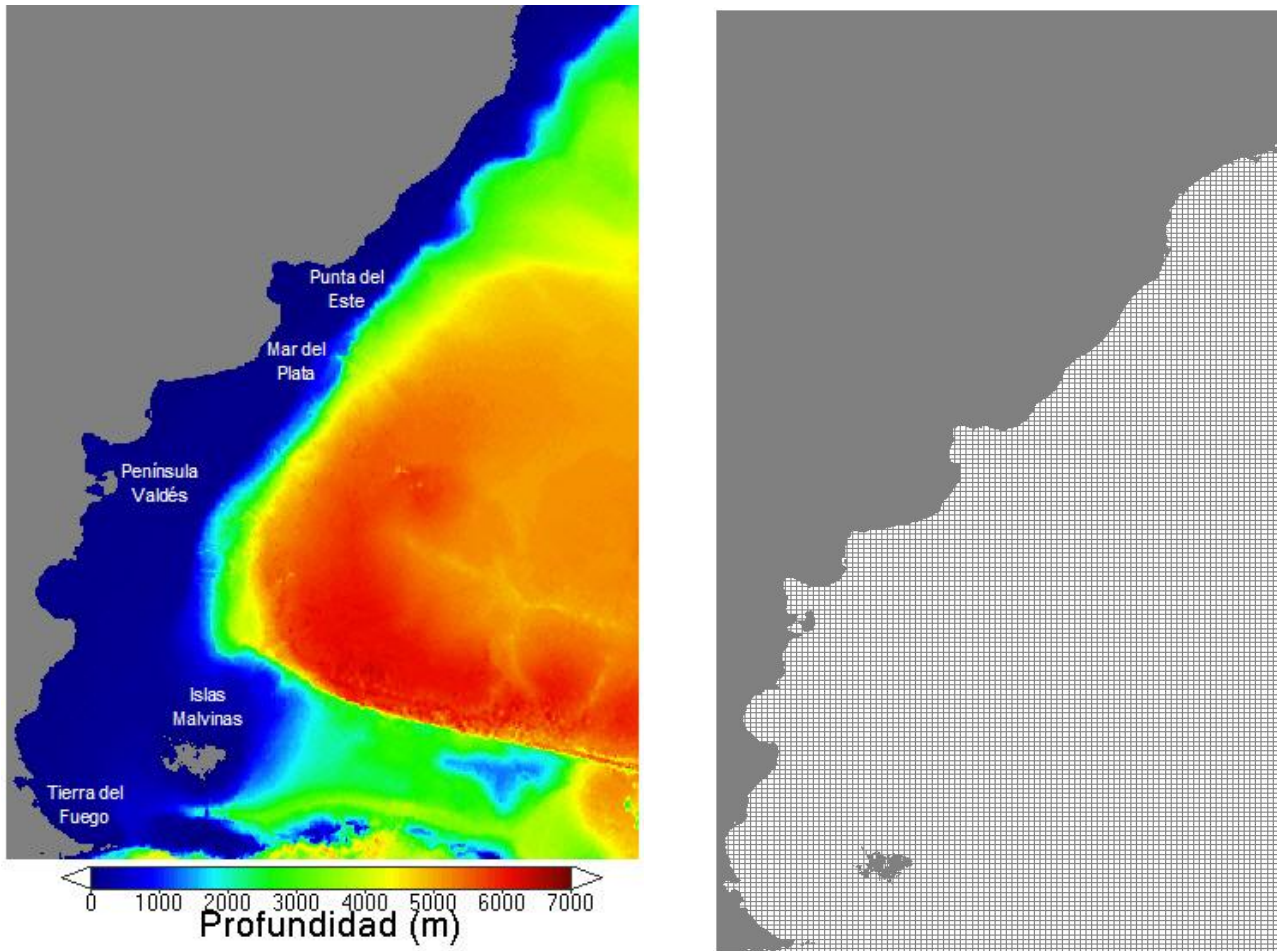 Punta del
Este
Mar del
Plata
Península
Valdés
Islas
Malvinas
Tierra del
Fuego
0 1000 2000 3000 4000 5000 6000 7000
Profundidad (m)